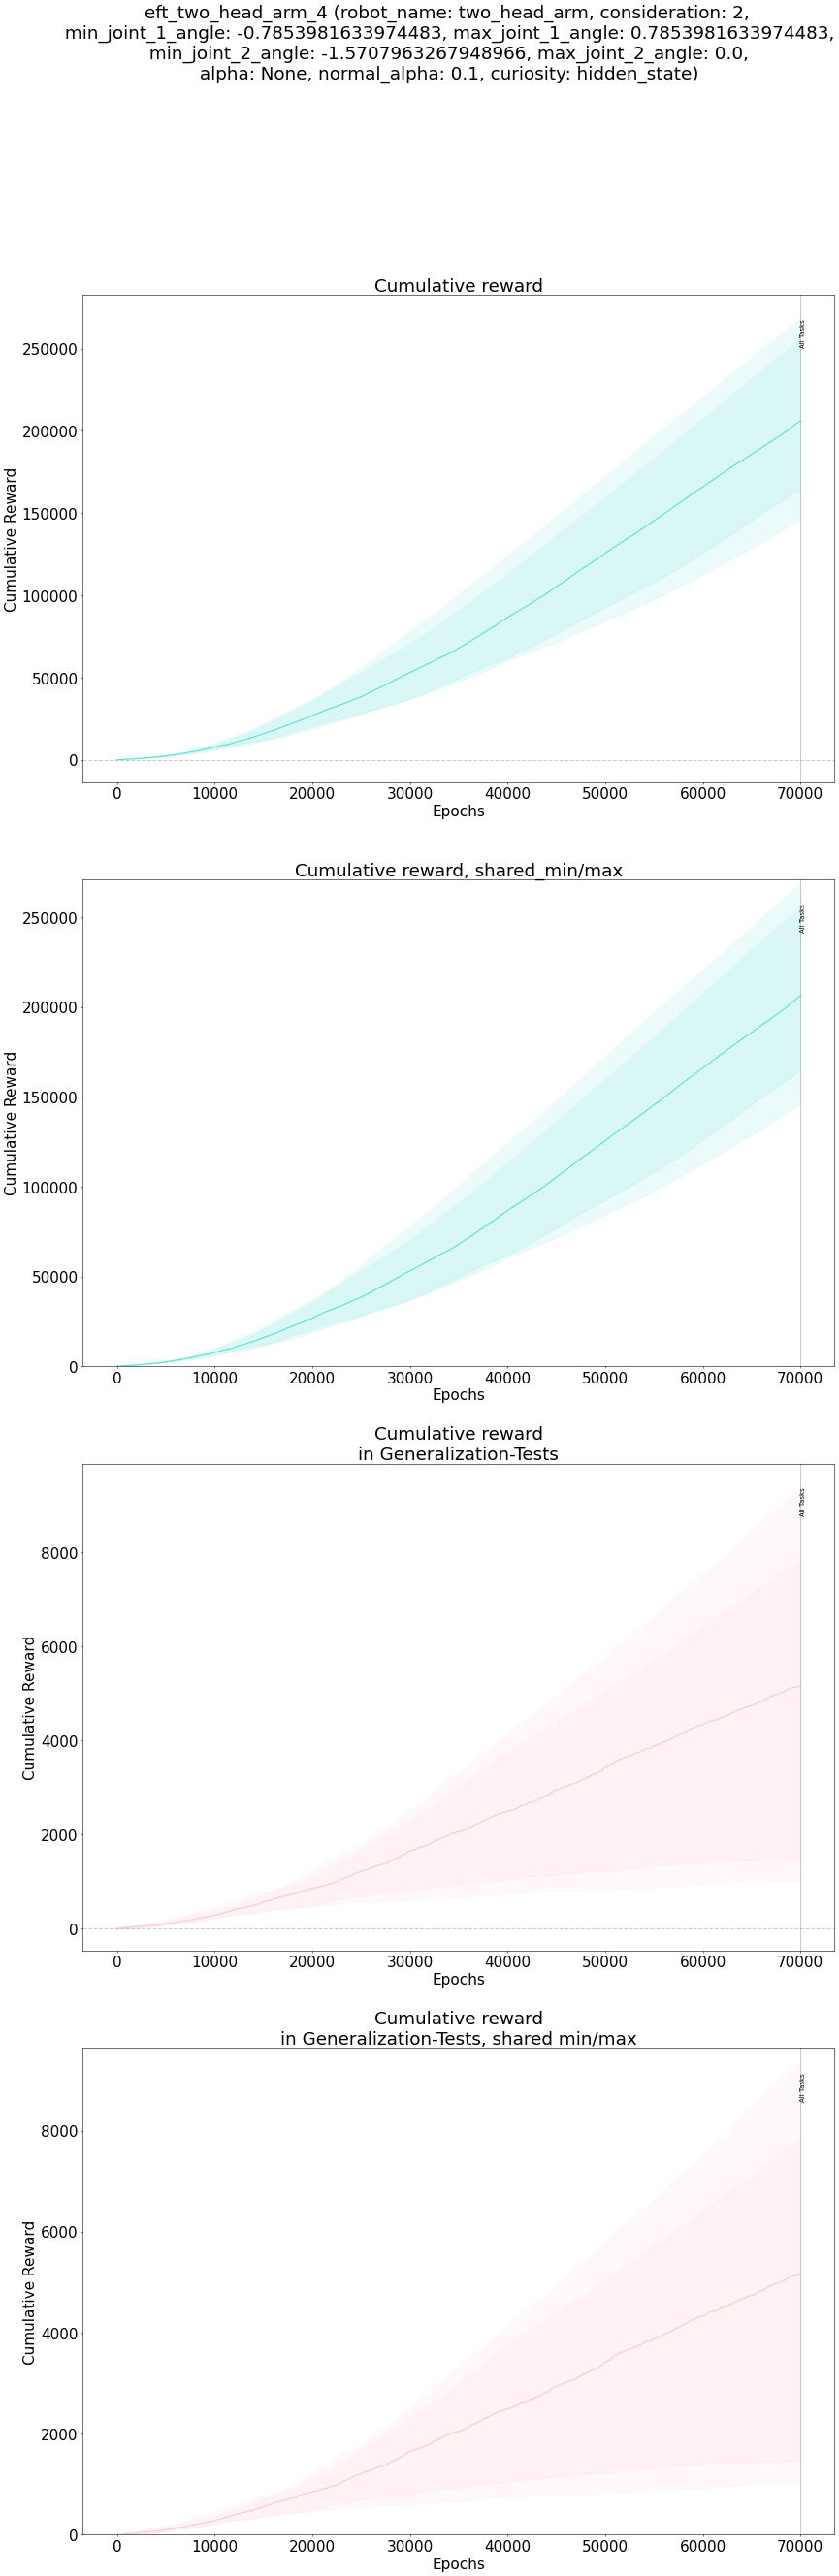 eft_two_head_arm_4 (robot_name: two_head_arm, consideration: 2,
min_joint_1_angle: -0.7853981633974483, max_joint_1_angle: 0.7853981633974483,
min_joint_2_angle: -1.5707963267948966, max_joint_2_angle: 0.0,
alpha: None, normal_alpha: 0.1, curiosity: hidden_state)
Cumulative reward
All Tasks
250000
200000
150000
100000
50000
0
Cumulative Reward
0 10000 20000 30000 40000 50000 60000 70000
Epochs
Cumulative reward, shared_min/max
All Tasks
250000
200000
150000
100000
50000
0
Cumulative Reward
0 10000 20000 30000 40000 50000 60000 70000
Epochs
Cumulative reward
in Generalization-Tests
All Tasks
8000
6000
4000
2000
0
Cumulative Reward
0 10000 20000 30000 40000 50000 60000 70000
Epochs
Cumulative reward
in Generalization-Tests, shared min/max
All Tasks
8000
6000
4000
2000
0
Cumulative Reward
0 10000 20000 30000 40000 50000 60000 70000
Epochs